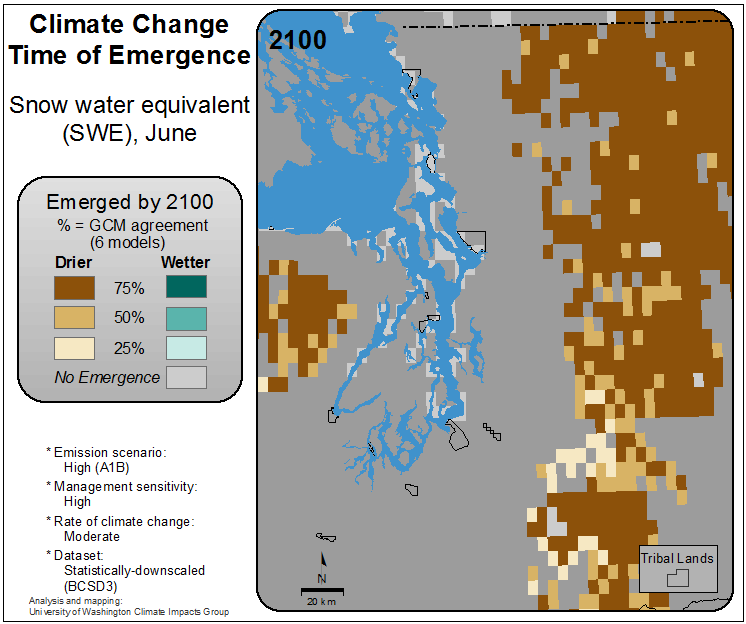 Climate Change
Time of Emergence
Snow water equivalent
(SWE), June
Emerged by 2100
% = GCM agreement
(6 models)
Drier Wetter
75%
50%
25%
No Emergence
* Emission scenario:
High (A1B)
* Management sensitivity:
High
* Rate of climate change:
Moderate
* Dataset:
Statistically-downscaled
(BCSD3)
Analysis and mapping:
University of Washington Climate Impacts Group
2100
N
20 km
Tribal Lands